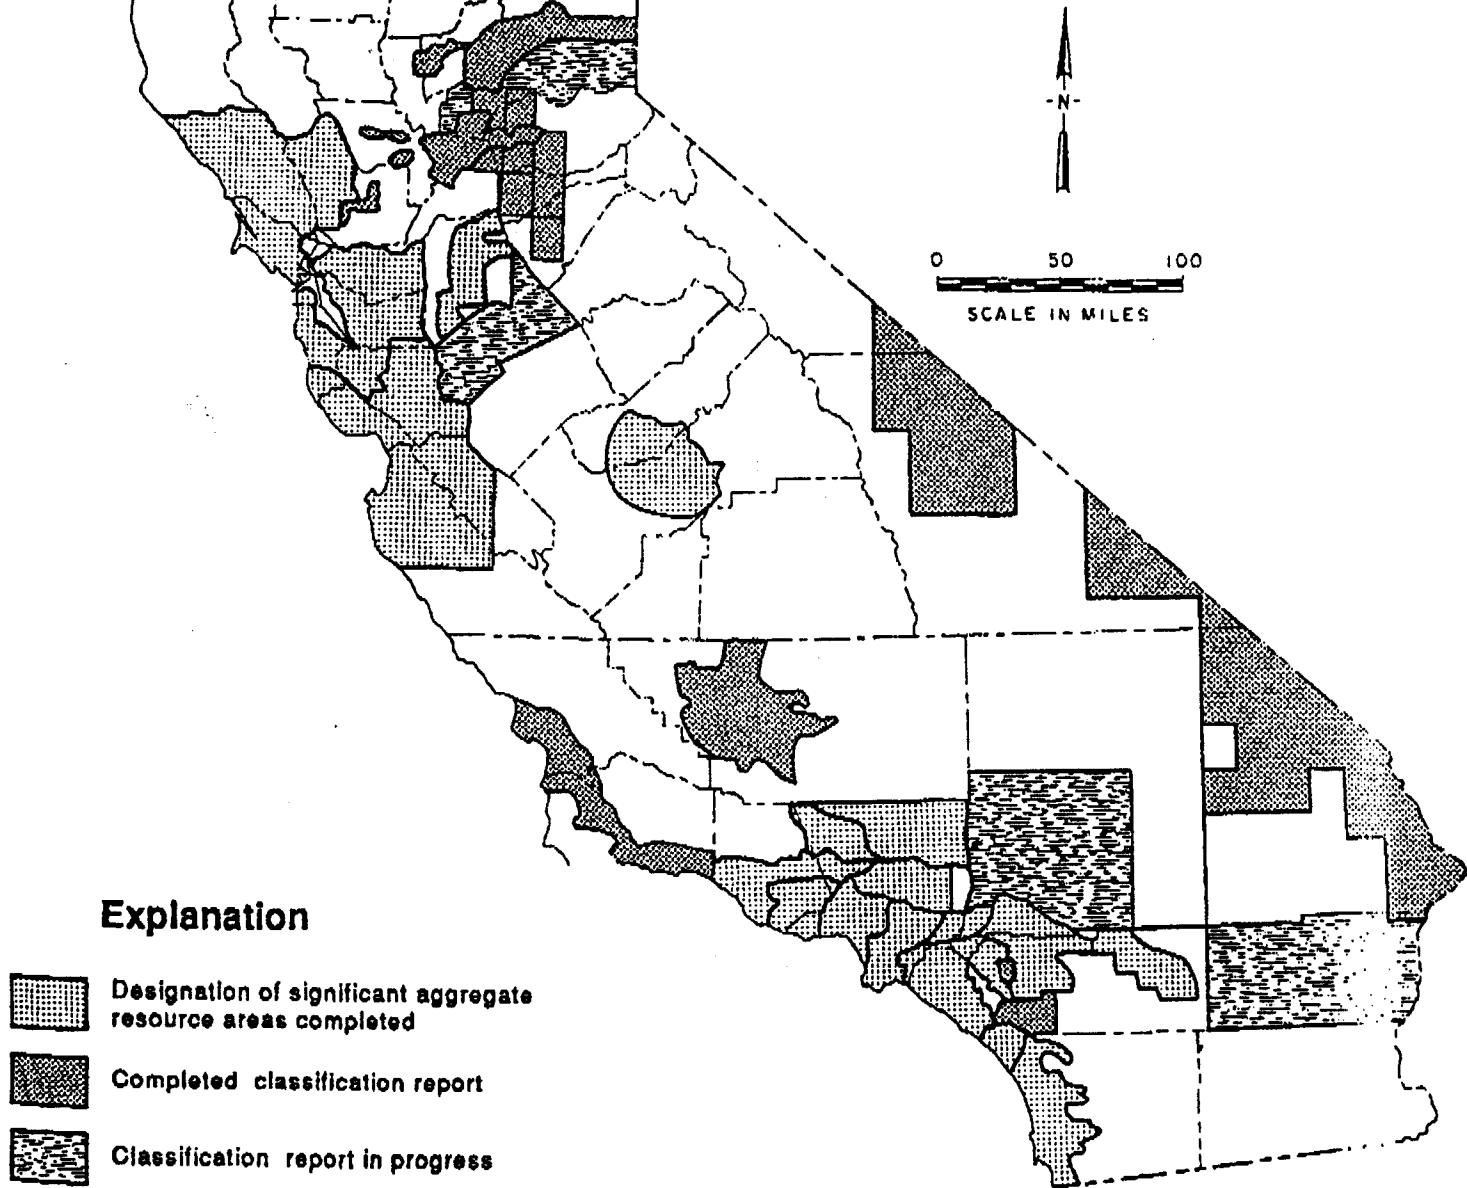 -N-
0 50 100
SCALE IN MILES
Explanation
Designation of significant aggregate
resource areas completed
Completed classification report
Classification report in progress